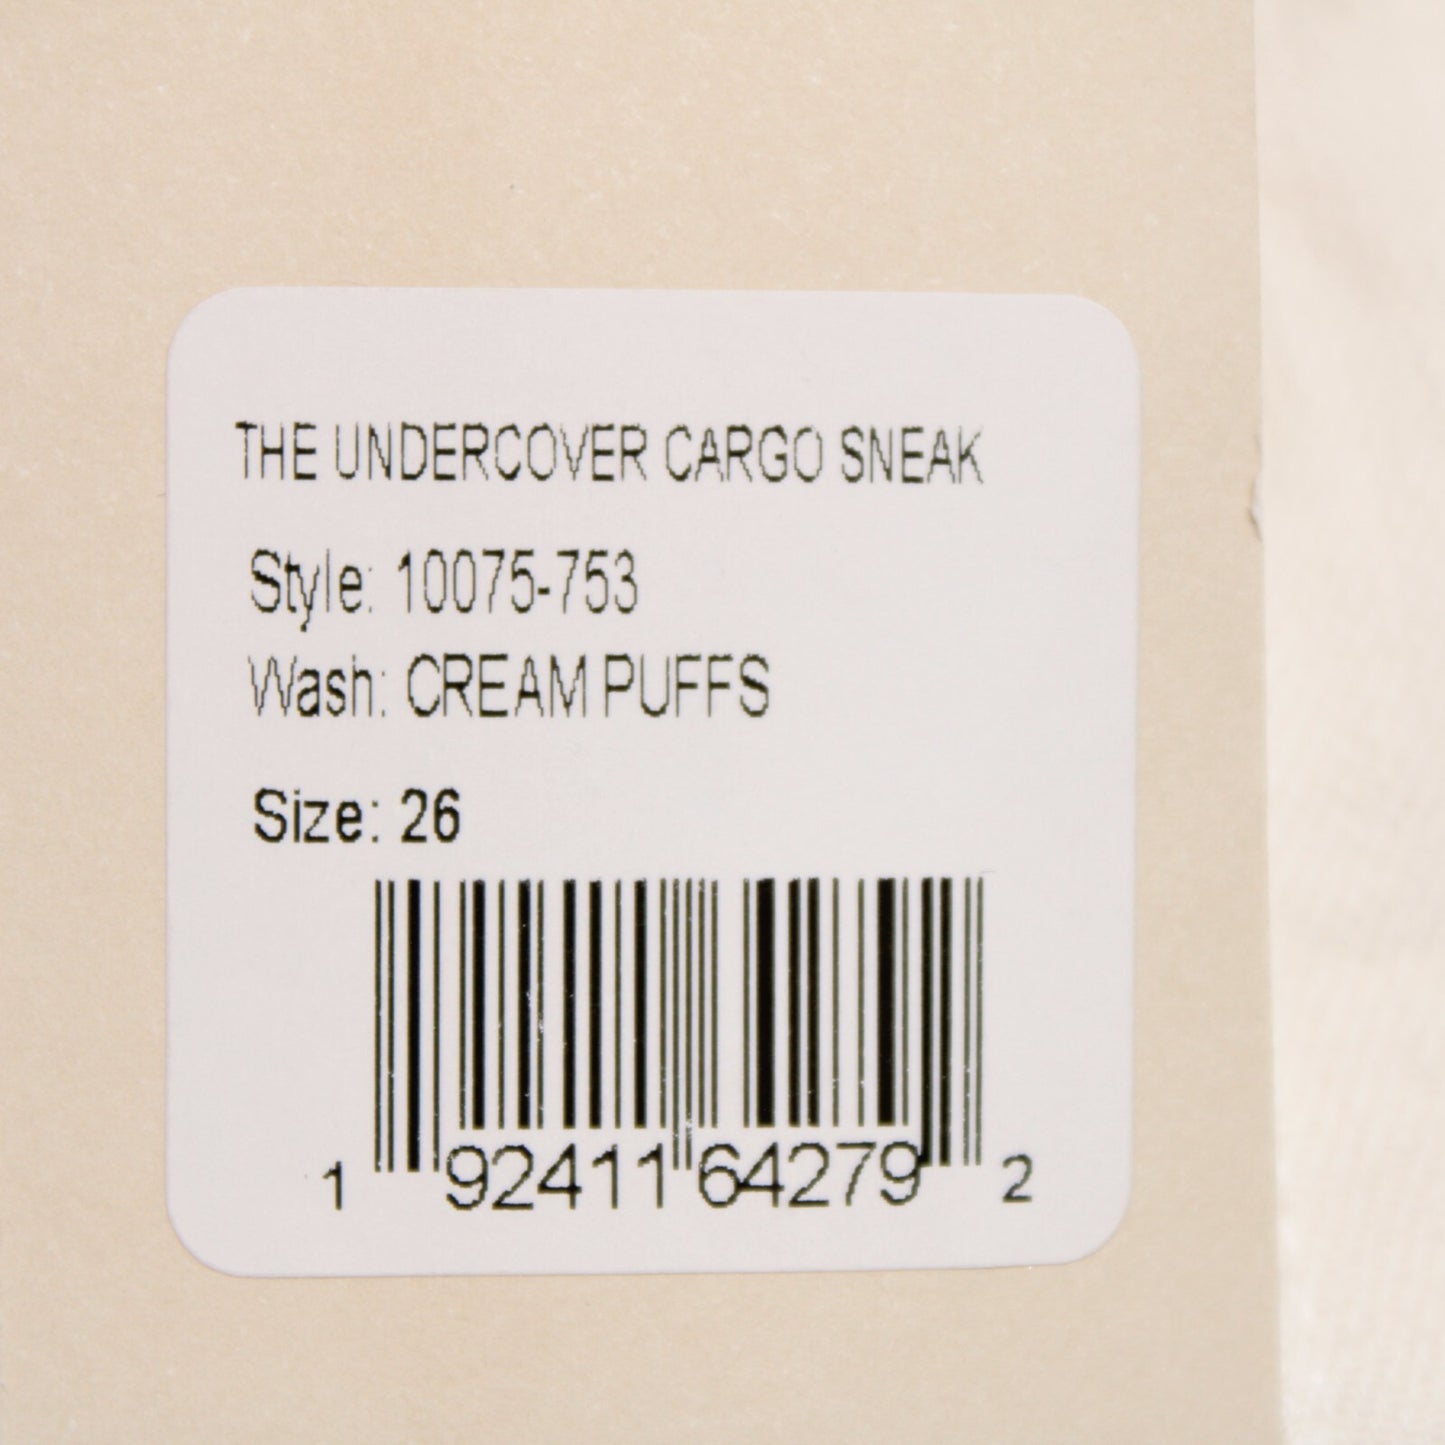 THE UNDERCOVER CARGO SNEAK
Style: 10075-753
Wash: CREAM PUFFS
Size: 26
1 92411 64279 2